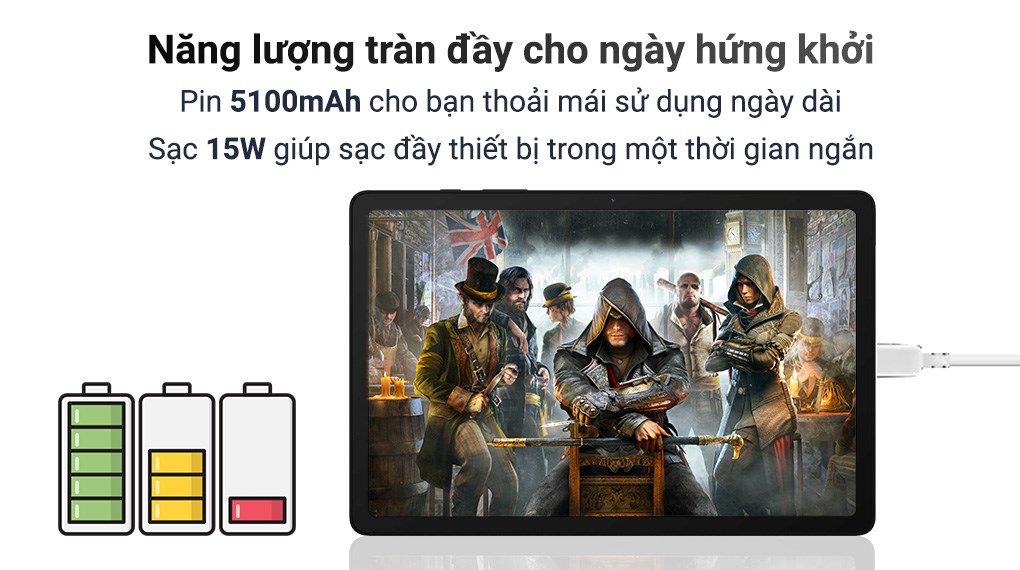 Năng lượng tràn đầy cho ngày hứng khởi
Pin 5100mAh cho bạn thoải mái sử dụng ngày dài
Sạc 15W giúp sạc đầy thiết bị trong một thời gian ngắn